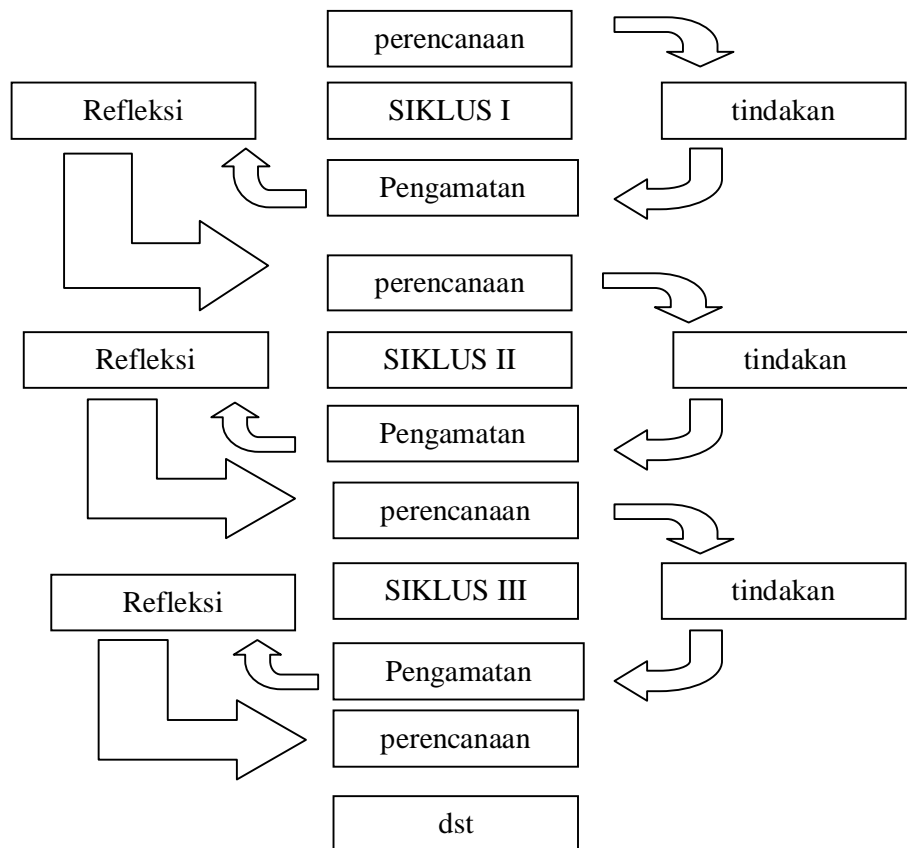 perencanaan
Refleksi
SIKLUS I
tindakan
Pengamatan
perencanaan
Refleksi
SIKLUS II
tindakan
Pengamatan
perencanaan
Refleksi
SIKLUS III
tindakan
Pengamatan
perencanaan
dst